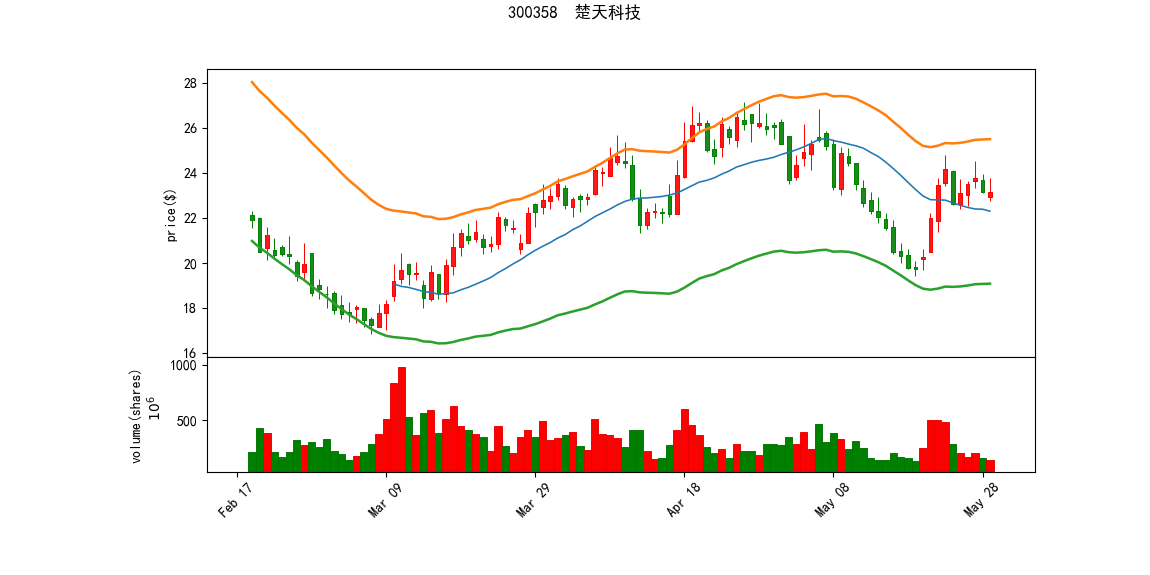 300358 楚天科技
28
26
24
22
20
18
16
price($)
1000
500
volume(shares)
10^6
Feb 17
Mar 09
Mar 29
Apr 18
May 08
May 28